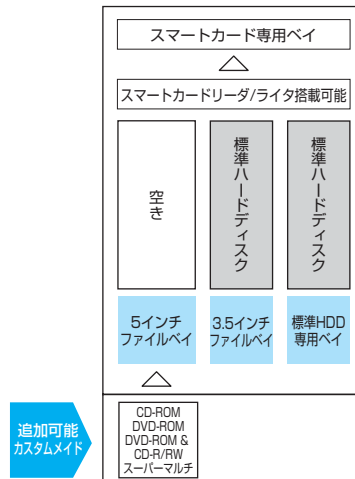 スマートカード専用ベイ
スマートカードリーダ/ライタ搭載可能
空き
標準ハードディスク
標準ハードディスク
5インチ
ファイルベイ
3.5インチ
ファイルベイ
標準HDD
専用ベイ
追加可能
カスタムメイド
CD-ROM
DVD-ROM
DVD-ROM &
CD-R/RW
スーパーマルチ